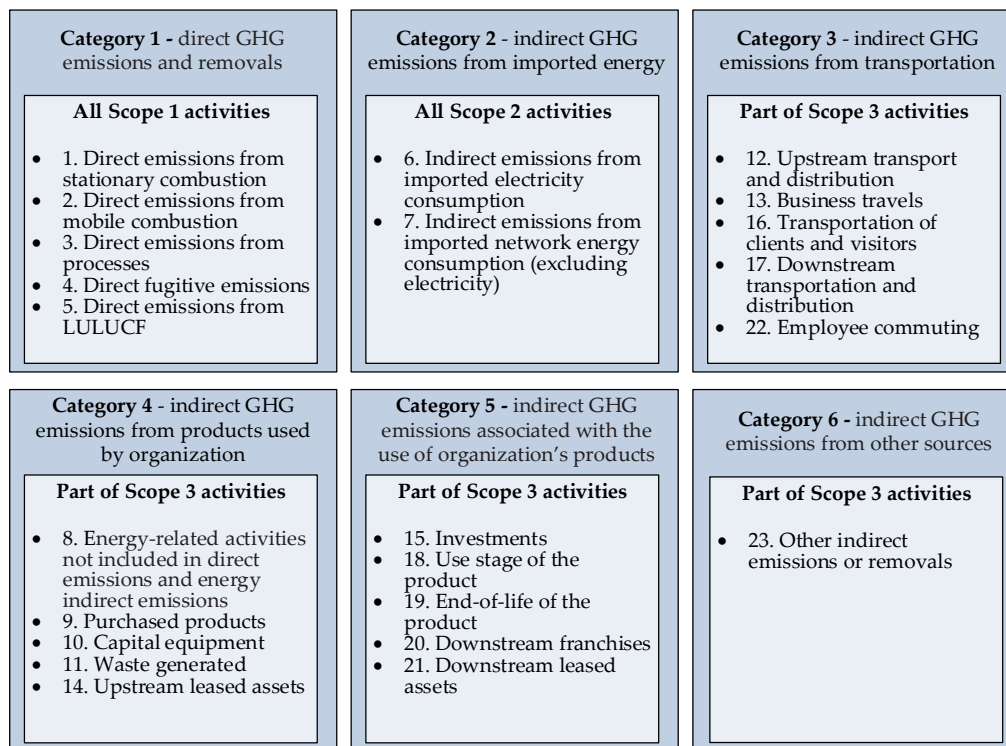 Category 1 - direct GHG
emissions and removals
All Scope 1 activities
• 1. Direct emissions from
stationary combustion
• 2. Direct emissions from
mobile combustion
• 3. Direct emissions from
processes
• 4. Direct fugitive emissions
• 5. Direct emissions from
LULUCF
Category 2 - indirect GHG
emissions from imported energy
All Scope 2 activities
• 6. Indirect emissions from
imported electricity
consumption
• 7. Indirect emissions from
imported network energy
consumption (excluding
electricity)
Category 3 - indirect GHG
emissions from transportation
Part of Scope 3 activities
• 12. Upstream transport
and distribution
• 13. Business travels
• 16. Transportation of
clients and visitors
• 17. Downstream
transportation and
distribution
• 22. Employee commuting
Category 4 - indirect GHG
emissions from products used
by organization
Part of Scope 3 activities
• 8. Energy-related activities
not included in direct
emissions and energy
indirect emissions
• 9. Purchased products
• 10. Capital equipment
• 11. Waste generated
• 14. Upstream leased assets
Category 5 - indirect GHG
emissions associated with the
use of organization's products
Part of Scope 3 activities
• 15. Investments
• 18. Use stage of the
product
• 19. End-of-life of the
product
• 20. Downstream franchises
• 21. Downstream leased
assets
Category 6 - indirect GHG
emissions from other sources
Part of Scope 3 activities
• 23. Other indirect
emissions or removals